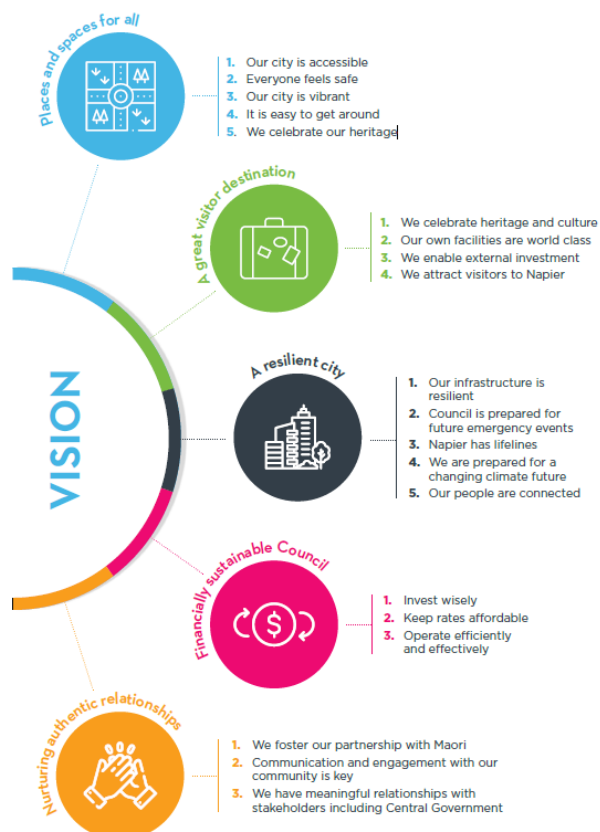 VISION
Places and spaces for all
1. Our city is accessible
2. Everyone feels safe
3. Our city is vibrant
4. It is easy to get around
5. We celebrate our heritage
A great visitor destination
1. We celebrate heritage and culture
2. Our own facilities are world class
3. We enable external investment
4. We attract visitors to Napier
A resilient city
1. Our infrastructure is
resilient
2. Council is prepared for
future emergency events
3. Napier has lifelines
4. We are prepared for a
changing climate future
5. Our people are connected
Financially sustainable Council
$
1. Invest wisely
2. Keep rates affordable
3. Operate efficiently
and effectively
Nurturing authentic relationships
1. We foster our partnership with Maori
2. Communication and engagement with our
community is key
3. We have meaningful relationships with
stakeholders including Central Government